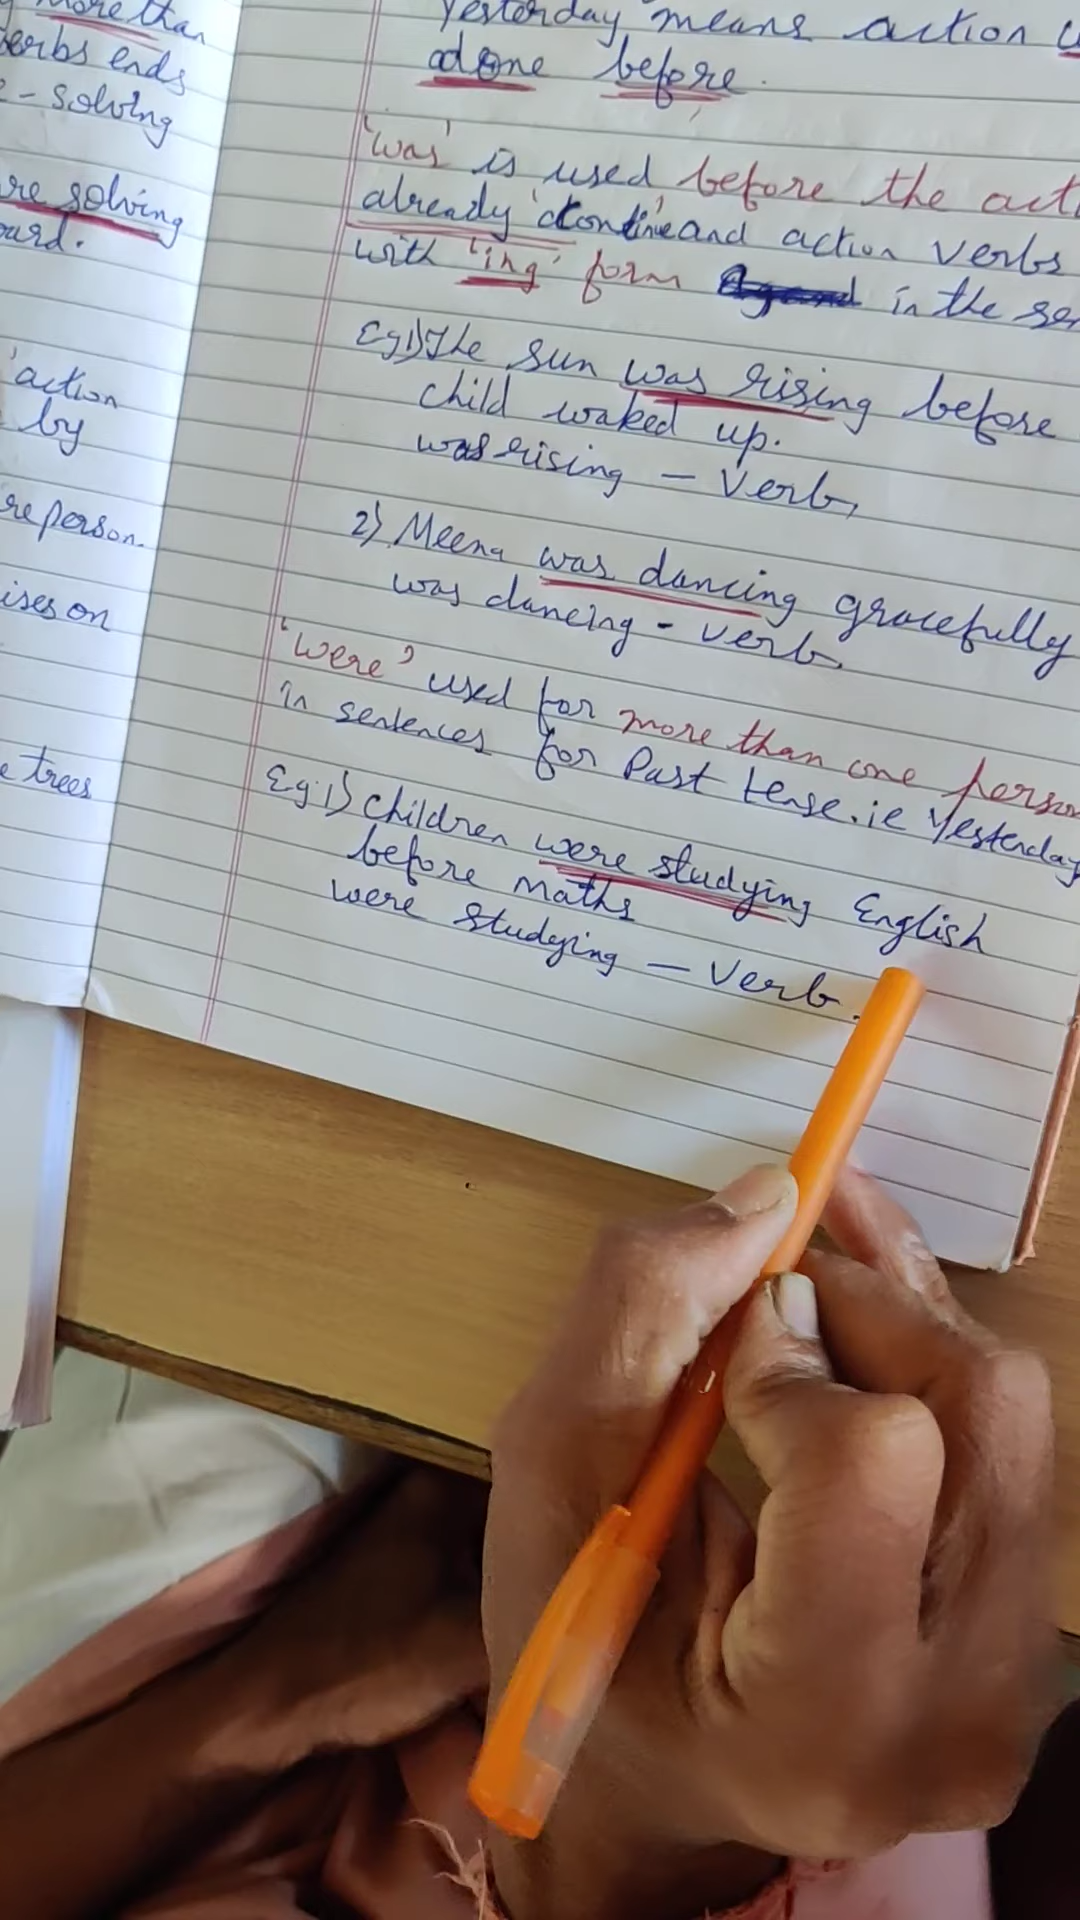 more than
verbs ends
- solving
re solving
ard.
'action
by
re person.
ises on
e trees
Yesterday means action
done before.
'was' is used before the acti
already continue and action verbs
with 'ing' form in the sen
Eg 1) The sun was rising before
child waked up.
was rising – Verb,
2) Meena was dancing gracefully
was dancing - verb,
'were' used for more than one person
in sentences for Past tense. ie Yesterday
Eg: 1) Children were studying English
before maths
were studying – Verb.